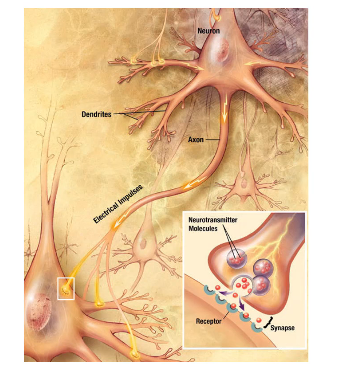 Neuron
Dendrites
Axon
Electrical Impulses
Neurotransmitter
Molecules
Receptor
Synapse